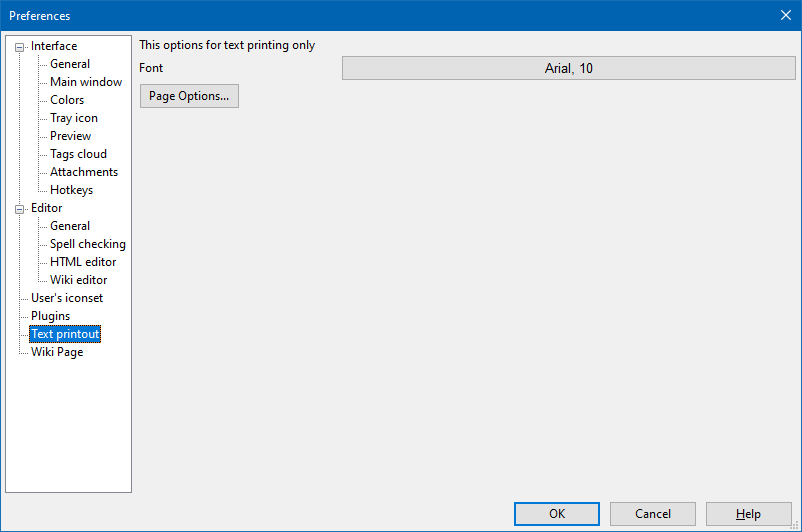 Preferences
Interface
General
Main window
Colors
Tray icon
Preview
Tags cloud
Attachments
Hotkeys
Editor
General
Spell checking
HTML editor
Wiki editor
User's iconset
Plugins
Text printout
Wiki Page
This options for text printing only
Font
Arial, 10
Page Options...
OK
Cancel
Help